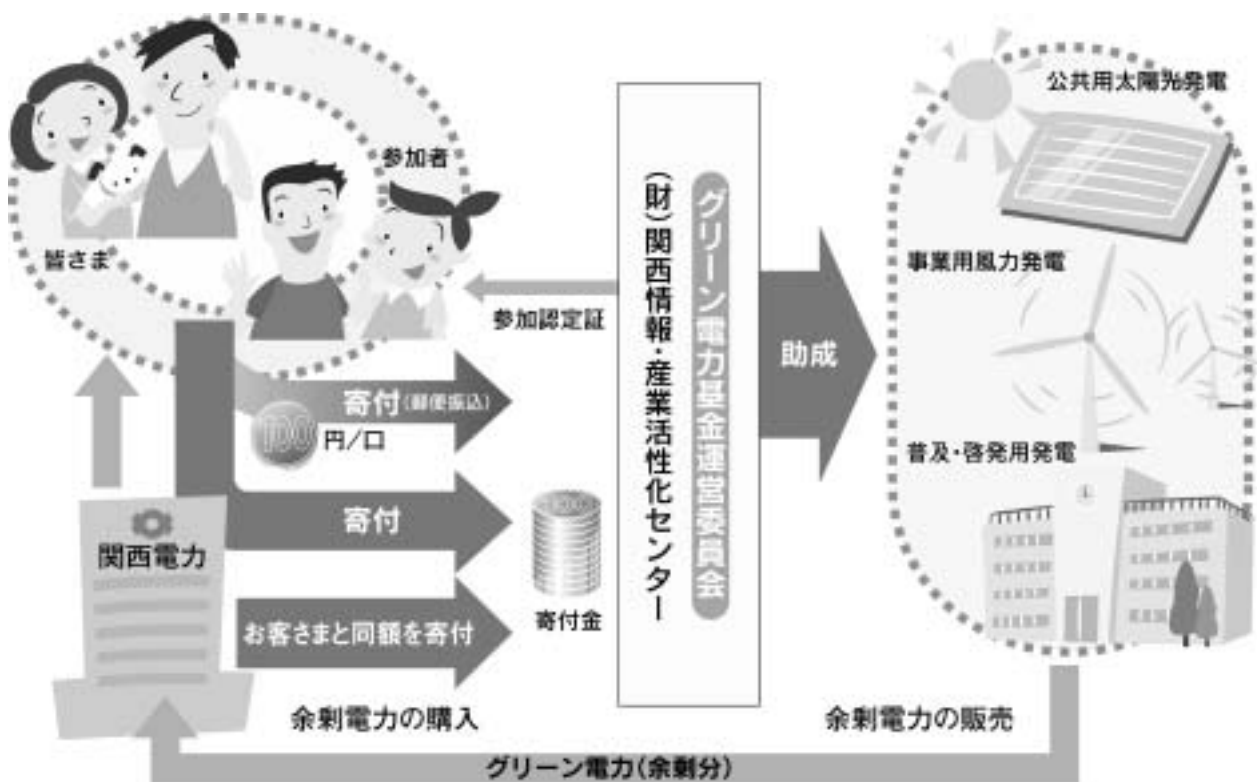 参加者
皆さま
参加認定証
寄付(郵便振込)
100
円/口
寄付
お客さまと同額を寄付
寄付金
関西電力
(財)関西情報・産業活性化センター
グリーン電力基金運営委員会
助成
公共用太陽光発電
事業用風力発電
普及・啓発用発電
余剰電力の購入
余剰電力の販売
グリーン電力(余剰分)